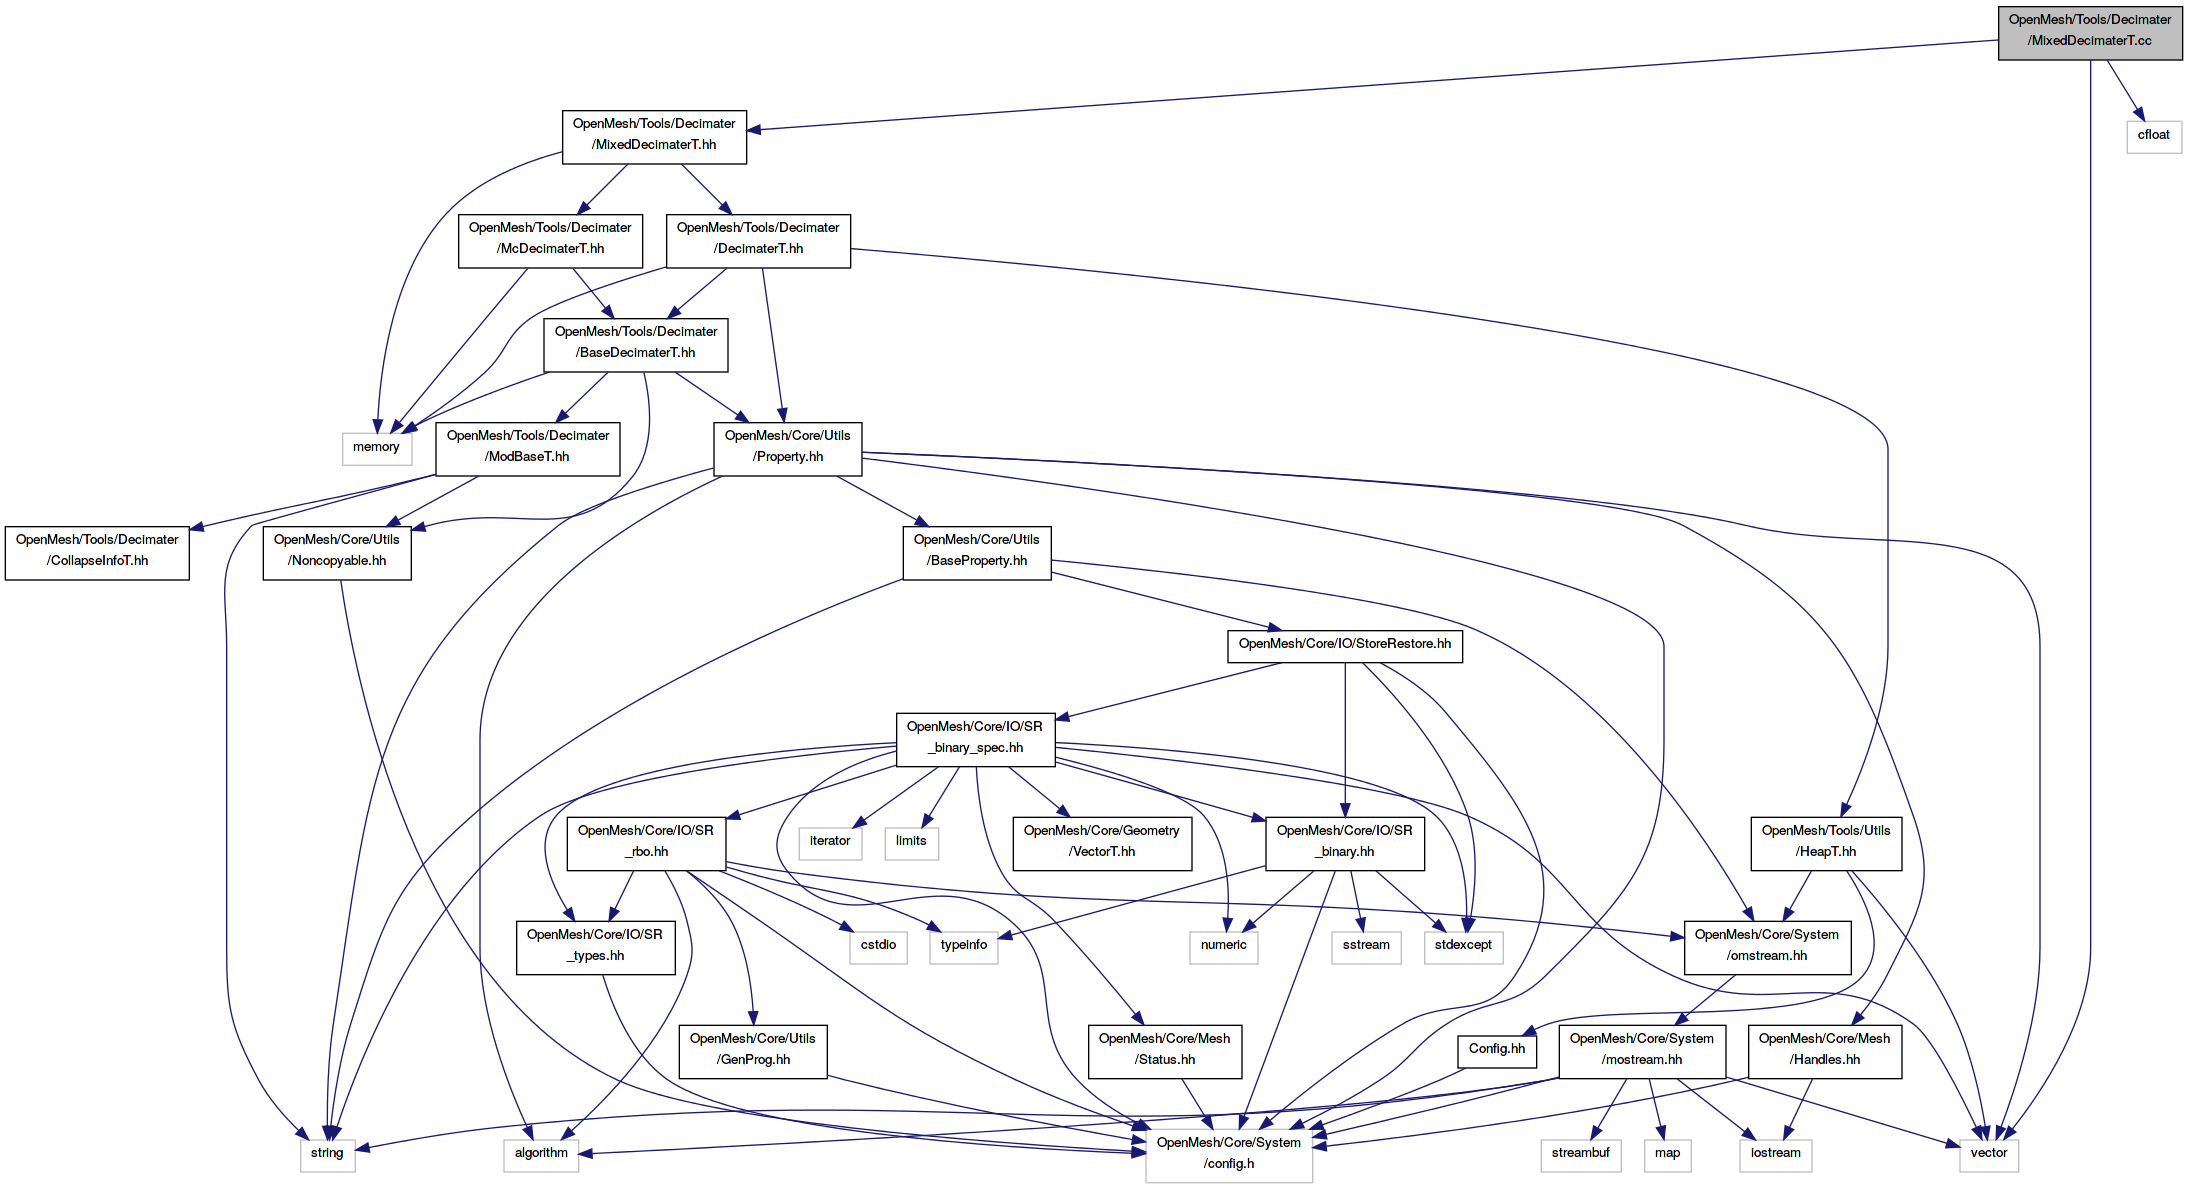 OpenMesh/Tools/Decimater
/MixedDecimaterT.cc
OpenMesh/Tools/Decimater
/MixedDecimaterT.hh
cfloat
OpenMesh/Tools/Decimater
/McDecimaterT.hh
OpenMesh/Tools/Decimater
/DecimaterT.hh
OpenMesh/Tools/Decimater
/BaseDecimaterT.hh
memory
OpenMesh/Tools/Decimater
/ModBaseT.hh
OpenMesh/Core/Utils
/Property.hh
OpenMesh/Tools/Decimater
/CollapseInfoT.hh
OpenMesh/Core/Utils
/Noncopyable.hh
OpenMesh/Core/Utils
/BaseProperty.hh
OpenMesh/Core/IO/StoreRestore.hh
OpenMesh/Core/IO/SR
_binary_spec.hh
OpenMesh/Core/IO/SR
_rbo.hh
iterator
limits
OpenMesh/Core/Geometry
/VectorT.hh
OpenMesh/Core/IO/SR
_binary.hh
OpenMesh/Tools/Utils
/HeapT.hh
OpenMesh/Core/IO/SR
_types.hh
cstdio
typeinfo
numeric
sstream
stdexcept
OpenMesh/Core/System
/omstream.hh
OpenMesh/Core/Utils
/GenProg.hh
OpenMesh/Core/Mesh
/Status.hh
Config.hh
OpenMesh/Core/System
/mostream.hh
OpenMesh/Core/Mesh
/Handles.hh
string
algorithm
OpenMesh/Core/System
/config.h
streambuf
map
iostream
vector